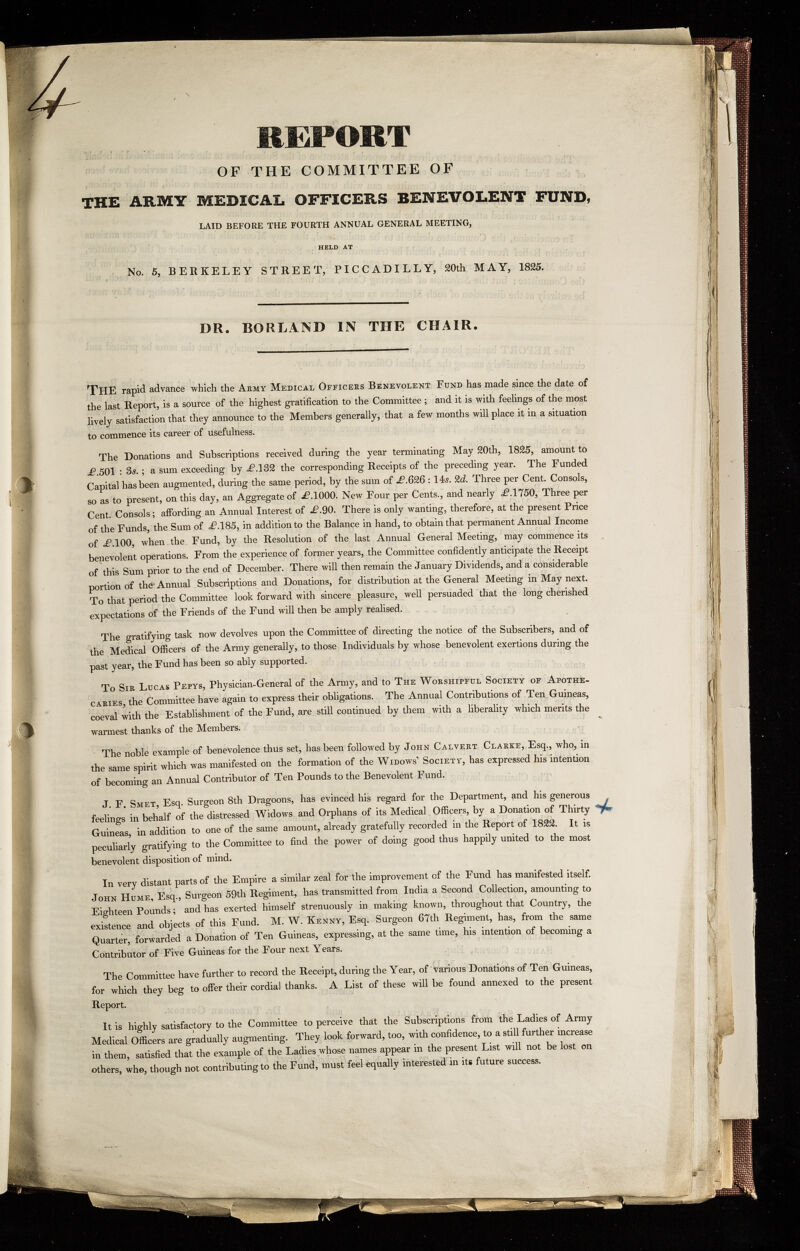 4
REPORT
OF THE COMMITTEE OF
THE ARMY MEDICAL OFFICERS BENEVOLENT FUND,
LAID BEFORE THE FOURTH ANNUAL GENERAL MEETING,
HELD AT
No. 5, BERKELEY STREET, PICCADILLY, 20th MAY, 1825.
DR. BORLAND IN THE CHAIR.
THE rapid advance which the Army Medical Officers Benevolent Fund has made since the date of
the last Report, is a source of the highest gratification to the Committee ; and it is with feelings of the most
lively satisfaction that they announce to the Members generally, that a few months will place it in a situation
to commence its career of usefulness.
The Donations and Subscriptions received during the year terminating May 20th, 1825, amount to
£.501 : 3s. ; a sum exceeding by £.132 the corresponding Receipts of the preceding year. The Funded
Capital has been augmented, during the same period, by the sum of £.626 : 14s. 2d. Three per Cent. Consols,
so as to present, on this day, an Aggregate of £.1000. New Four per Cents., and nearly £.1750, Three per
Cent. Consols ; affording an Annual Interest of £.90. There is only wanting, therefore, at the present Price
of the Funds, the Sum of £.185, in addition to the Balance in hand, to obtain that permanent Annual Income
of £.100, when the Fund, by the Resolution of the last Annual General Meeting, may commence its
benevolent operations. From the experience of former years, the Committee confidently anticipate the Receipt
of this Sum prior to the end of December. There will then remain the January Dividends, and a considerable
portion of the Annual Subscriptions and Donations, for distribution at the General Meeting in May next.
To that period the Committee look forward with sincere pleasure, well persuaded that the long cherished
expectations of the Friends of the Fund will then be amply realised.
The gratifying task now devolves upon the Committee of directing the notice of the Subscribers, and of
the Medical Officers of the Army generally, to those Individuals by whose benevolent exertions during the
past year, the Fund has been so ably supported.
To Sir Lucas Pepys, Physician-General of the Army, and to The Worshipful Society of Apothe-
caries, the Committee have again to express their obligations. The Annual Contributions of Ten Guineas,
coeval with the Establishment of the Fund, are still continued by them with a liberality which merits the
warmest thanks of the Members.
The noble example of benevolence thus set, has been followed by John Calvert Clarke, Esq., who, in
the same spirit which was manifested on the formation of the Widows' Society, has expressed his intention
of becoming an Annual Contributor of Ten Pounds to the Benevolent Fund.
J. F. Smet, Esq. Surgeon 8th Dragoons, has evinced his regard for the Department, and his generous
feelings in behalf of the distressed Widows and Orphans of its Medical Officers, by a Donation of Thirty
Guineas, in addition to one of the same amount, already gratefully recorded in the Report of 1822. It is
peculiarly gratifying to the Committee to find the power of doing good thus happily united to the most
benevolent disposition of mind.
In very distant parts of the Empire a similar zeal for the improvement of the Fund has manifested itself.
John Hume, Esq., Surgeon 59th Regiment, has transmitted from India a Second Collection, amounting to
Eighteen Pounds ; and has exerted himself strenuously in making known, throughout that Country, the
existence and objects of this Fund. M. W. Kenny, Esq. Surgeon 67th Regiment, has, from the same
Quarter, forwarded a Donation of Ten Guineas, expressing, at the same time, his intention of becoming a
Contributor of Five Guineas for the Four next Years.
The Committee have further to record the Receipt, during the Year, of various Donations of Ten Guineas,
for which they beg to offer their cordial thanks. A List of these will be found annexed to the present
Report.
It is highly satisfactory to the Committee to perceive that the Subscriptions from the Ladies of Army
Medical Officers are gradually augmenting. They look forward, too, with confidence, to a still further increase
in them, satisfied that the example of the Ladies whose names appear in the present List will not be lost on
others, who, though not contributing to the Fund, must feel equally interested in its future success.